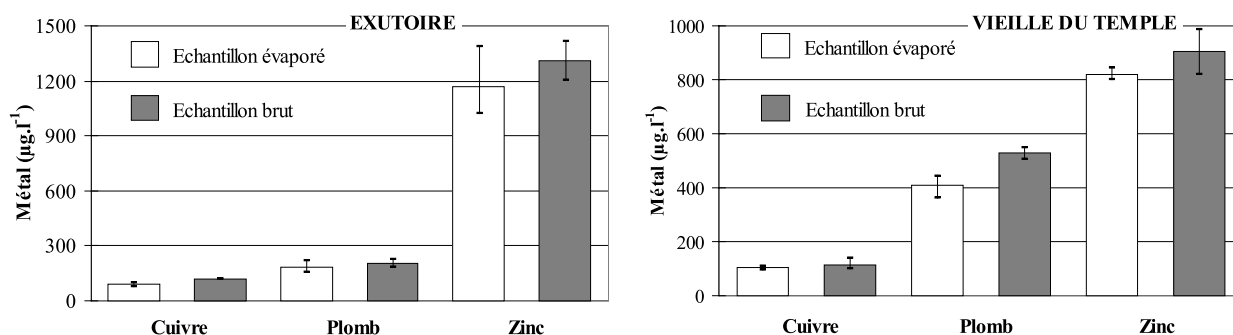 EXUTOIRE
1500
1200
900
600
300
0
Métal (µg.l-1)
Echantillon évaporé
Echantillon brut
Cuivre Plomb Zinc
VIEILLE DU TEMPLE
1000
800
600
400
200
0
Métal (µg.l-1)
Echantillon évaporé
Echantillon brut
Cuivre Plomb Zinc